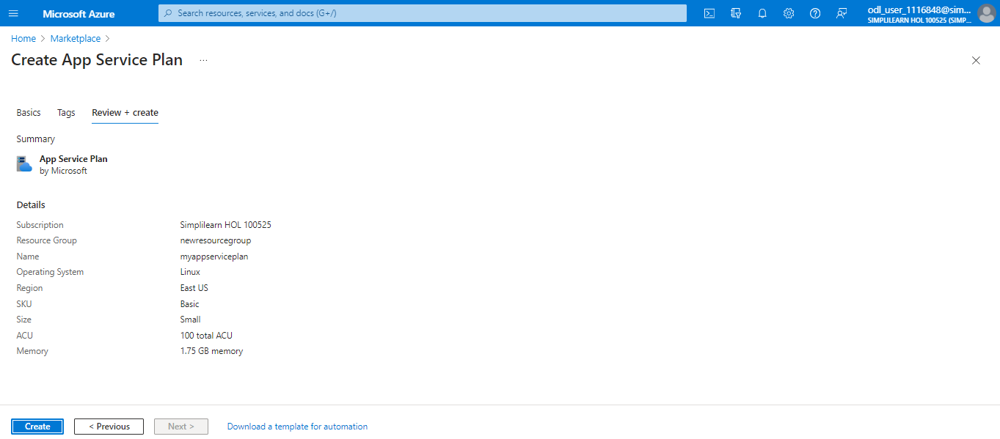 Microsoft Azure
Search resources, services, and docs (G+/)
odl_user_1116848@sim...
SIMPLILEARN HOL 100525 (SIMP...
Home > Marketplace >
Create App Service Plan ...
Basics Tags Review + create
Summary
App Service Plan
by Microsoft
Details
Subscription Simplilearn HOL 100525
Resource Group newresourcegroup
Name myappserviceplan
Operating System Linux
Region East US
SKU Basic
Size Small
ACU 100 total ACU
Memory 1.75 GB memory
Create < Previous Next > Download a template for automation